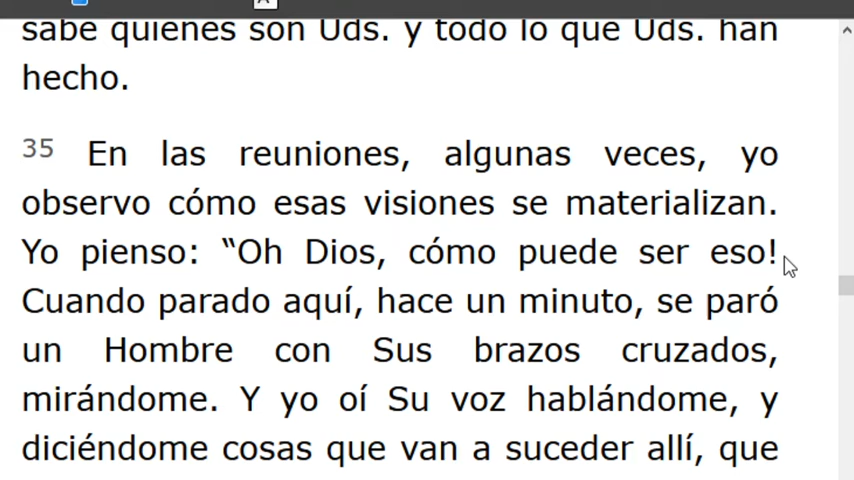 sabe quiénes son Uds. y todo lo que Uds. han
hecho.
35 En las reuniones, algunas veces, yo
observo cómo esas visiones se materializan.
Yo pienso: “Oh Dios, cómo puede ser eso!
Cuando parado aquí, hace un minuto, se paró
un Hombre con Sus brazos cruzados,
mirándome. Y yo oí Su voz hablándome, y
diciéndome cosas que van a suceder allí, que